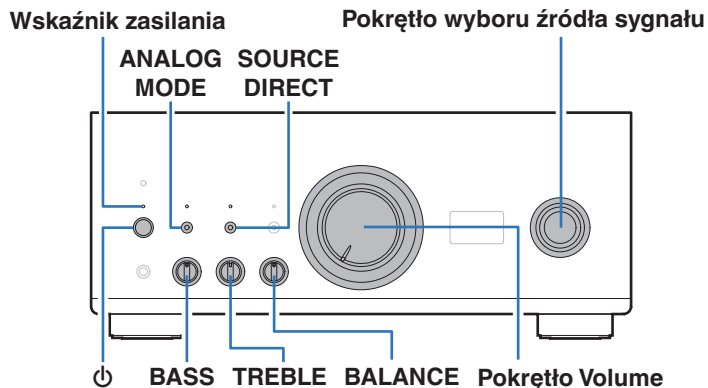 Wskaźnik zasilania
Pokrętło wyboru źródła sygnału
ANALOG
MODE
SOURCE
DIRECT
BASS
TREBLE
BALANCE
Pokrętło Volume